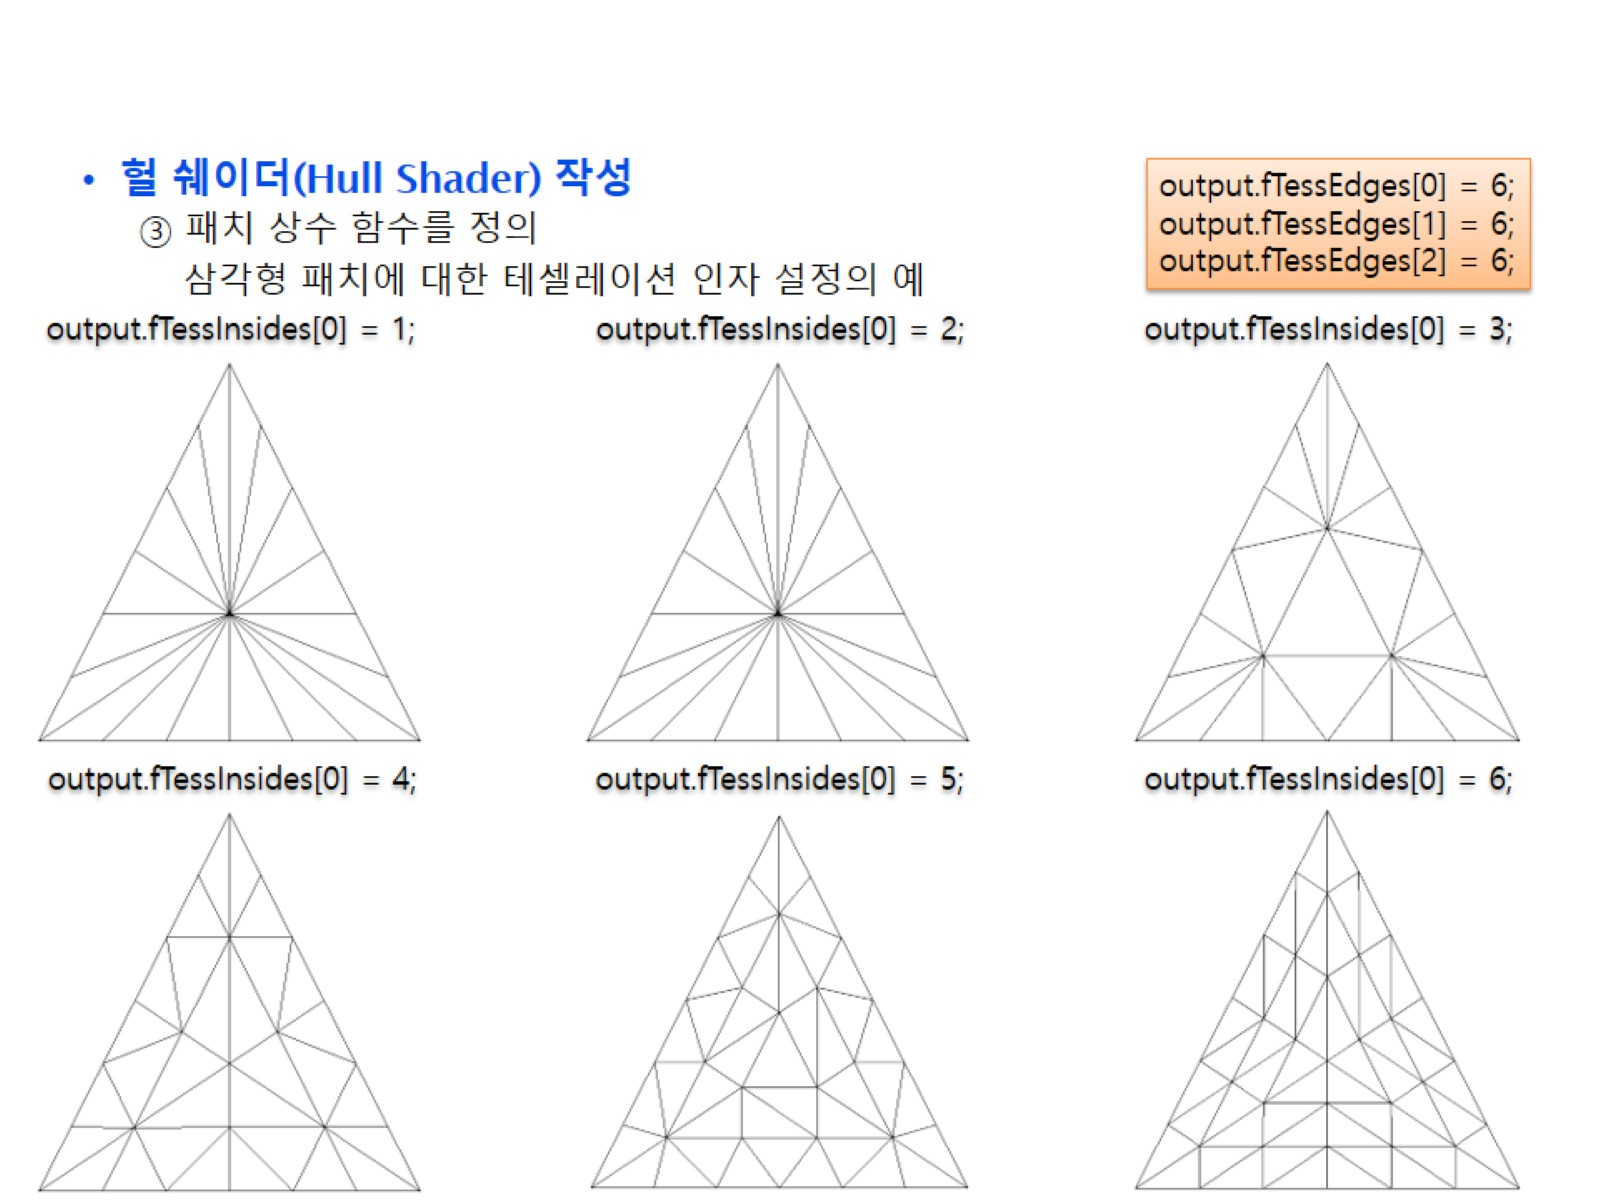 • 헐 쉐이더(Hull Shader) 작성
③ 패치 상수 함수를 정의
삼각형 패치에 대한 테셀레이션 인자 설정의 예
output.fTessEdges[0] = 6;
output.fTessEdges[1] = 6;
output.fTessEdges[2] = 6;
output.fTessInsides[0] = 1;
output.fTessInsides[0] = 2;
output.fTessInsides[0] = 3;
output.fTessInsides[0] = 4;
output.fTessInsides[0] = 5;
output.fTessInsides[0] = 6;